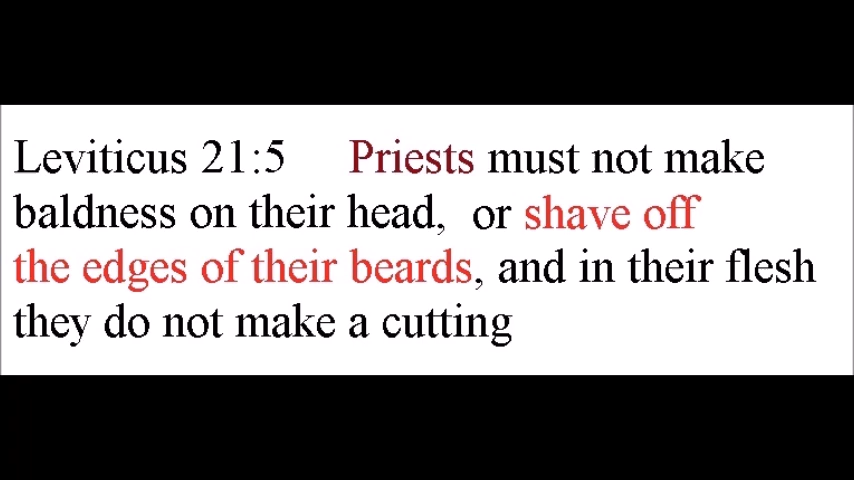 Leviticus 21:5 Priests must not make
baldness on their head, or shave off
the edges of their beards, and in their flesh
they do not make a cutting